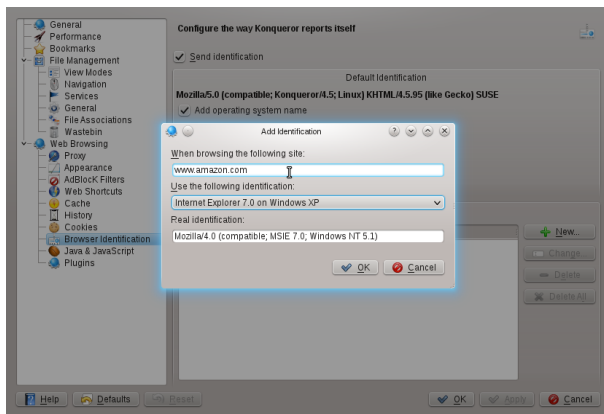 General
Performance
Bookmarks
File Management
View Modes
Navigation
Services
General
File Associations
Wastebin
Web Browsing
Proxy
Appearance
AdBlocK Filters
Web Shortcuts
Cache
History
Cookies
Browser Identification
Java & JavaScript
Plugins
Configure the way Konqueror reports itself
Send identification
Default Identification
Mozilla/5.0 (compatible; Konqueror/4.5; Linux) KHTML/4.5.95 (like Gecko) SUSE
Add operating system name
Add Identification
When browsing the following site:
www.amazon.com
Use the following identification:
Internet Explorer 7.0 on Windows XP
Real identification:
Mozilla/4.0 (compatible; MSIE 7.0; Windows NT 5.1)
OK Cancel
New...
Change...
Delete
Delete All
Help Defaults Reset OK Apply Cancel